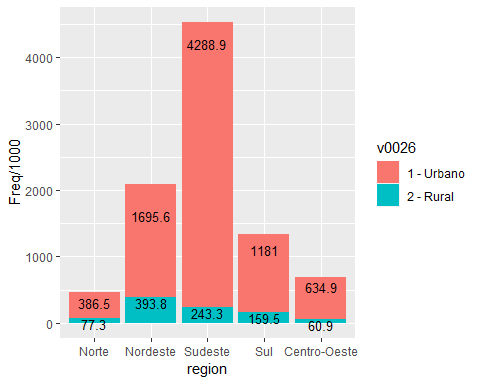 4000
3000
2000
1000
0
Freq/1000
4288.9
1695.6
1181
634.9
386.5
393.8
243.3
159.5
77.3
60.9
Norte Nordeste Sudeste Sul Centro-Oeste
region
v0026
1 - Urbano
2 - Rural